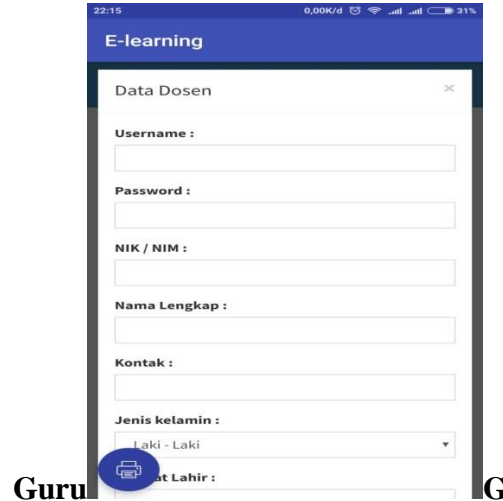 22:15 0,00K/d 31%
E-learning
Data Dosen ×
Username :
Password :
NIK / NIM :
Nama Lengkap :
Kontak :
Jenis kelamin :
Laki - Laki
at Lahir :
Guru G